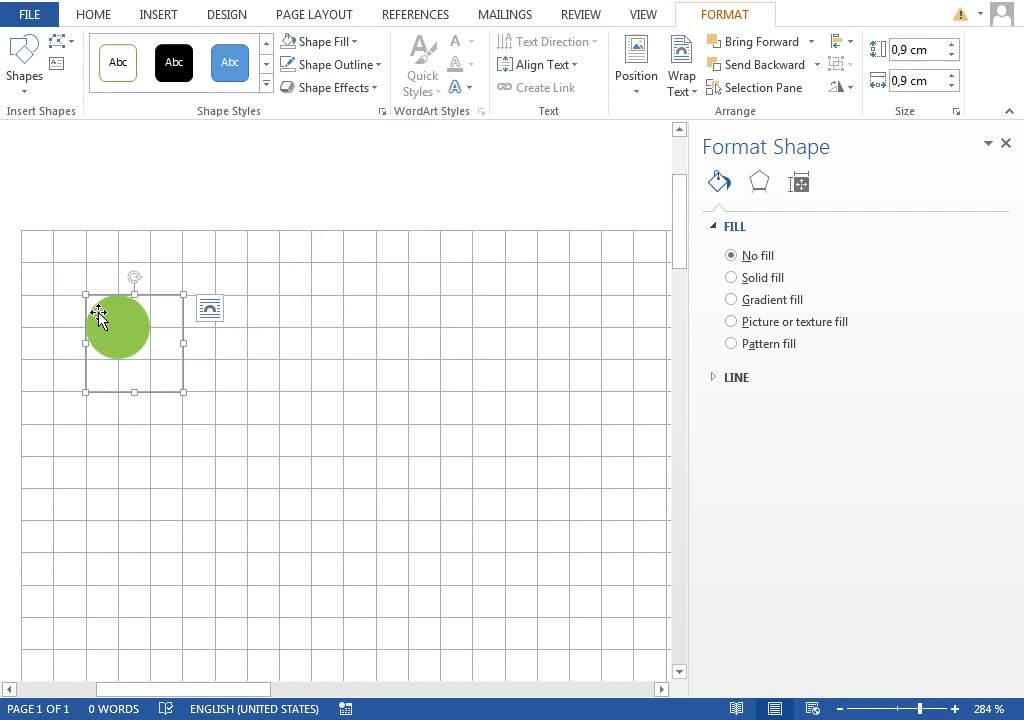 FILE HOME INSERT DESIGN PAGE LAYOUT REFERENCES MAILINGS REVIEW VIEW FORMAT
Shapes
Abc Abc Abc
Shape Fill
Shape Outline
Shape Effects
Quick
Styles
A
A
A
Text Direction
Align Text
Create Link
Position
Wrap
Text
Bring Forward
Send Backward
Selection Pane
0,9 cm
0,9 cm
Insert Shapes Shape Styles WordArt Styles Text Arrange Size
Format Shape
FILL
No fill
Solid fill
Gradient fill
Picture or texture fill
Pattern fill
LINE
PAGE 1 OF 1 0 WORDS ENGLISH (UNITED STATES) 284 %